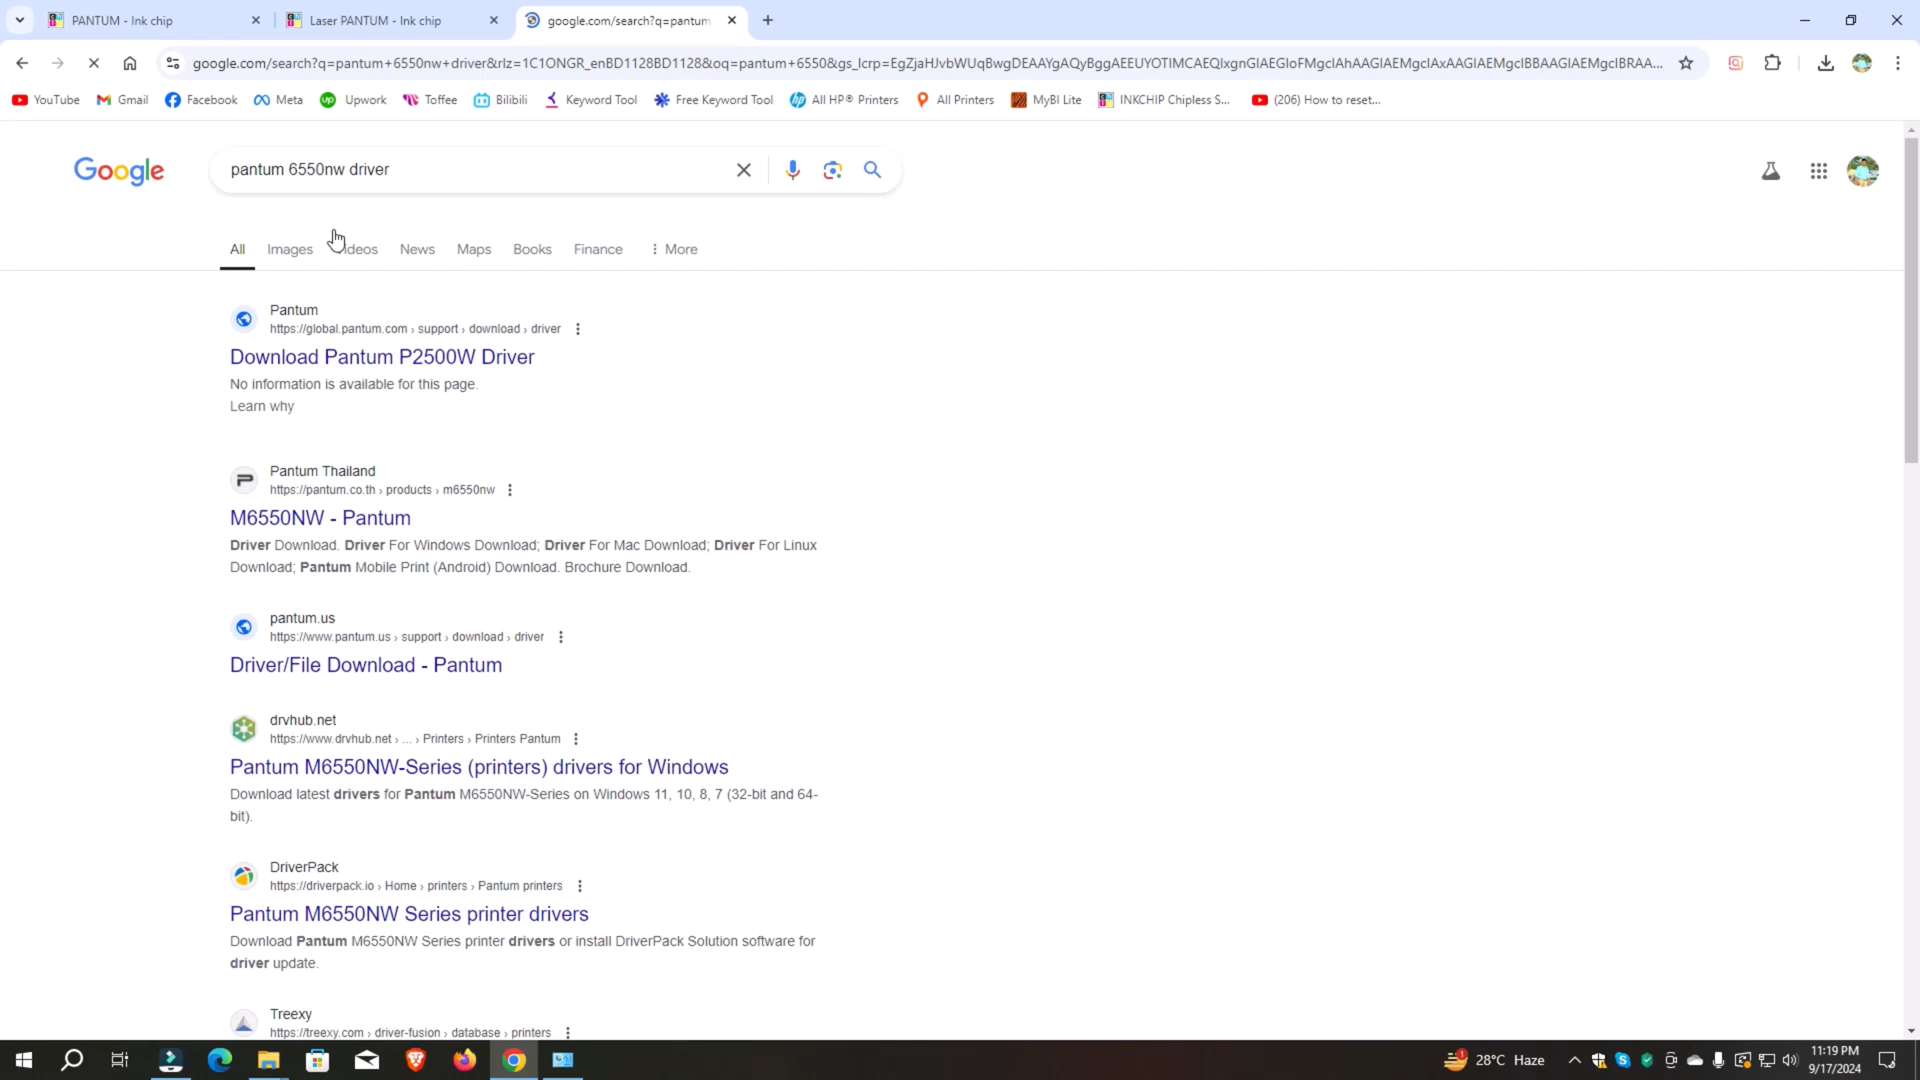 PANTUM - Ink chip
Laser PANTUM - Ink chip
google.com/search?q=pantum
google.com/search?q=pantum+6550nw+driver&rlz=1C1ONGR_enBD1128BD1128&oq=pantum+6550&gs_lcrp=
YouTube
Gmail
Facebook
Meta
Upwork
Toffee
Bilibili
Keyword Tool
Free Keyword Tool
All HP® Printers
All Printers
MyBI Lite
INKCHIP Chipless S...
(206) How to reset...
Google
pantum 6550nw driver
All
Images
News
Maps
Books
Finance
More
Pantum
https://global.pantum.com › support › download › driver
Download Pantum P2500W Driver
No information is available for this page.
Learn why
Pantum Thailand
https://pantum.co.th › products › m6550nw
M6550NW - Pantum
Driver Download. Driver For Windows Download; Driver For Mac Download; Driver For Linux
Download; Pantum Mobile Print (Android) Download. Brochure Download.
pantum.us
https://www.pantum.us › support › download › driver
Driver/File Download - Pantum
drvhub.net
https://www.drvhub.net › ... › Printers › Printers Pantum
Pantum M6550NW-Series (printers) drivers for Windows
Download latest drivers for Pantum M6550NW-Series on Windows 11, 10, 8, 7 (32-bit and 64-
bit).
DriverPack
https://driverpack.io › Home › printers › Pantum printers
Pantum M6550NW Series printer drivers
Download Pantum M6550NW Series printer drivers or install DriverPack Solution software for
driver update.
Treexy
https://treexy.com › driver-fusion › database › printers
28°C Haze
11:19 PM
9/17/2024